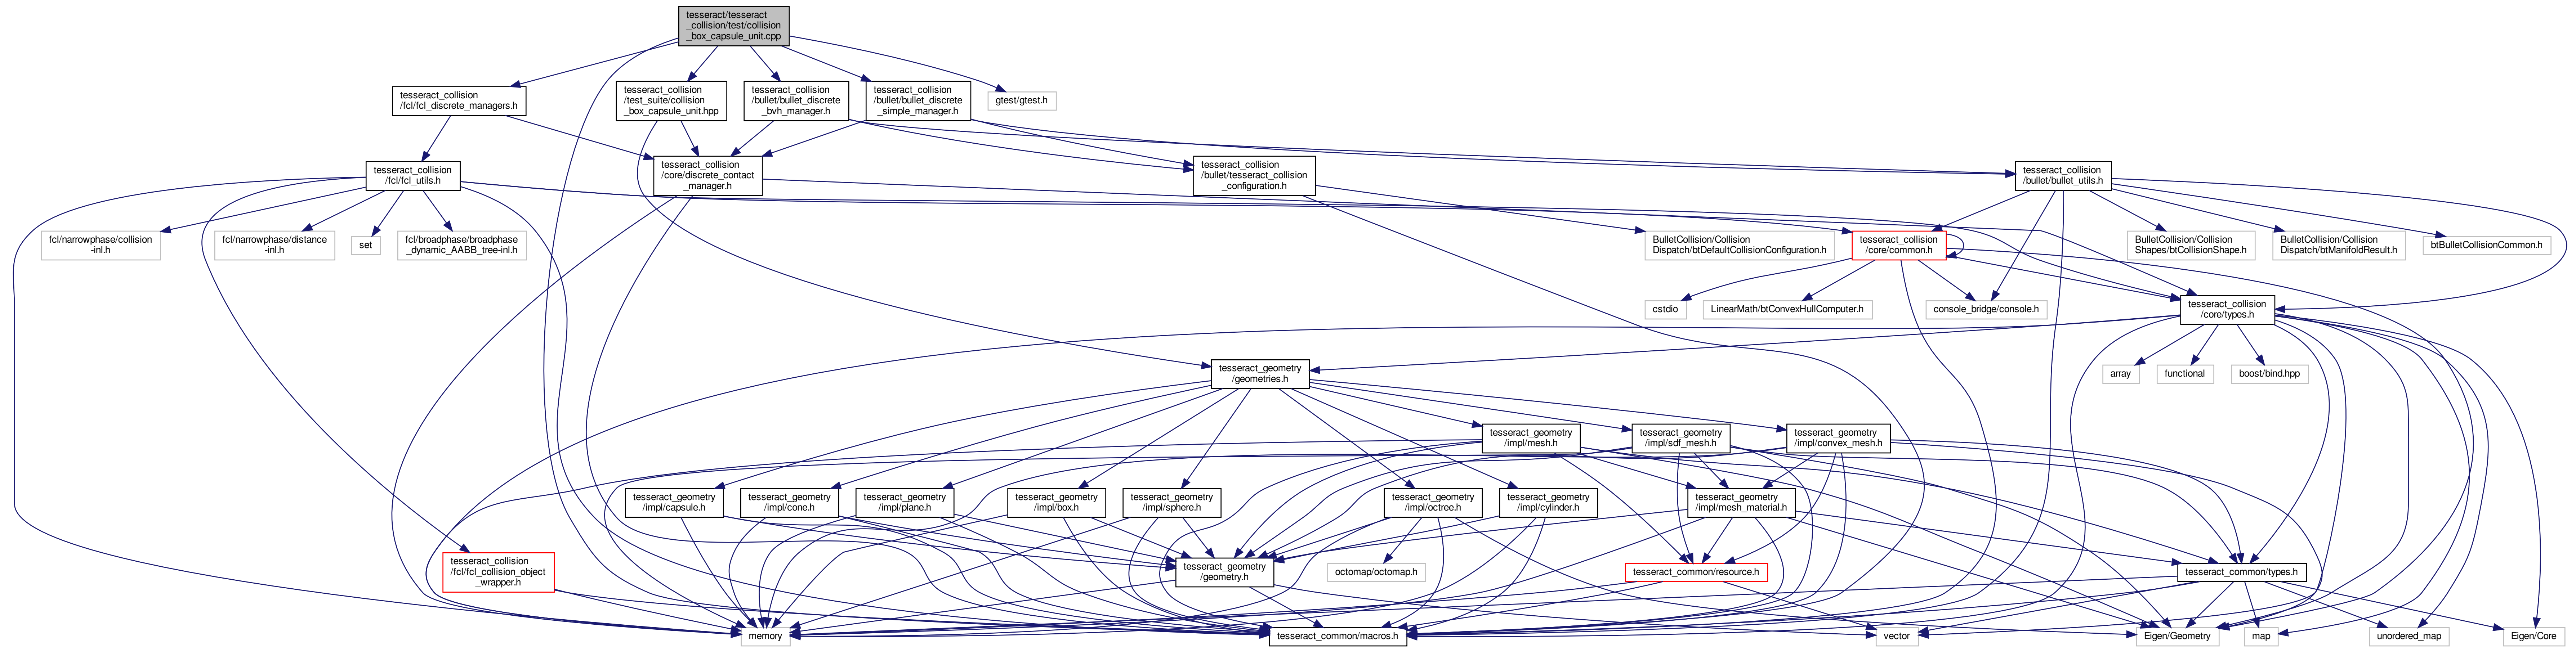 tesseract/tesseract
_collision/test/collision
_box_capsule_unit.cpp
tesseract_collision
/fcl/fcl_discrete_managers.h
tesseract_collision
/test_suite/collision
_box_capsule_unit.hpp
tesseract_collision
/bullet/bullet_discrete
_bvh_manager.h
tesseract_collision
/bullet/bullet_discrete
_simple_manager.h
gtest/gtest.h
tesseract_collision
/fcl/fcl_utils.h
tesseract_collision
/core/discrete_contact
_manager.h
tesseract_collision
/bullet/tesseract_collision
_configuration.h
tesseract_collision
/bullet/bullet_utils.h
fcl/narrowphase/collision
-inl.h
fcl/narrowphase/distance
-inl.h
set
fcl/broadphase/broadphase
_dynamic_AABB_tree-inl.h
BulletCollision/Collision
Dispatch/btDefaultCollisionConfiguration.h
tesseract_collision
/core/common.h
BulletCollision/Collision
Shapes/btCollisionShape.h
BulletCollision/Collision
Dispatch/btManifoldResult.h
btBulletCollisionCommon.h
cstdio
LinearMath/btConvexHullComputer.h
console_bridge/console.h
tesseract_collision
/core/types.h
tesseract_geometry
/geometries.h
array
functional
boost/bind.hpp
tesseract_geometry
/impl/mesh.h
tesseract_geometry
/impl/sdf_mesh.h
tesseract_geometry
/impl/convex_mesh.h
tesseract_geometry
/impl/capsule.h
tesseract_geometry
/impl/cone.h
tesseract_geometry
/impl/plane.h
tesseract_geometry
/impl/box.h
tesseract_geometry
/impl/sphere.h
tesseract_geometry
/impl/octree.h
tesseract_geometry
/impl/cylinder.h
tesseract_geometry
/impl/mesh_material.h
tesseract_collision
/fcl/fcl_collision_object
_wrapper.h
tesseract_geometry
/geometry.h
octomap/octomap.h
tesseract_common/resource.h
tesseract_common/types.h
memory
tesseract_common/macros.h
vector
Eigen/Geometry
map
unordered_map
Eigen/Core